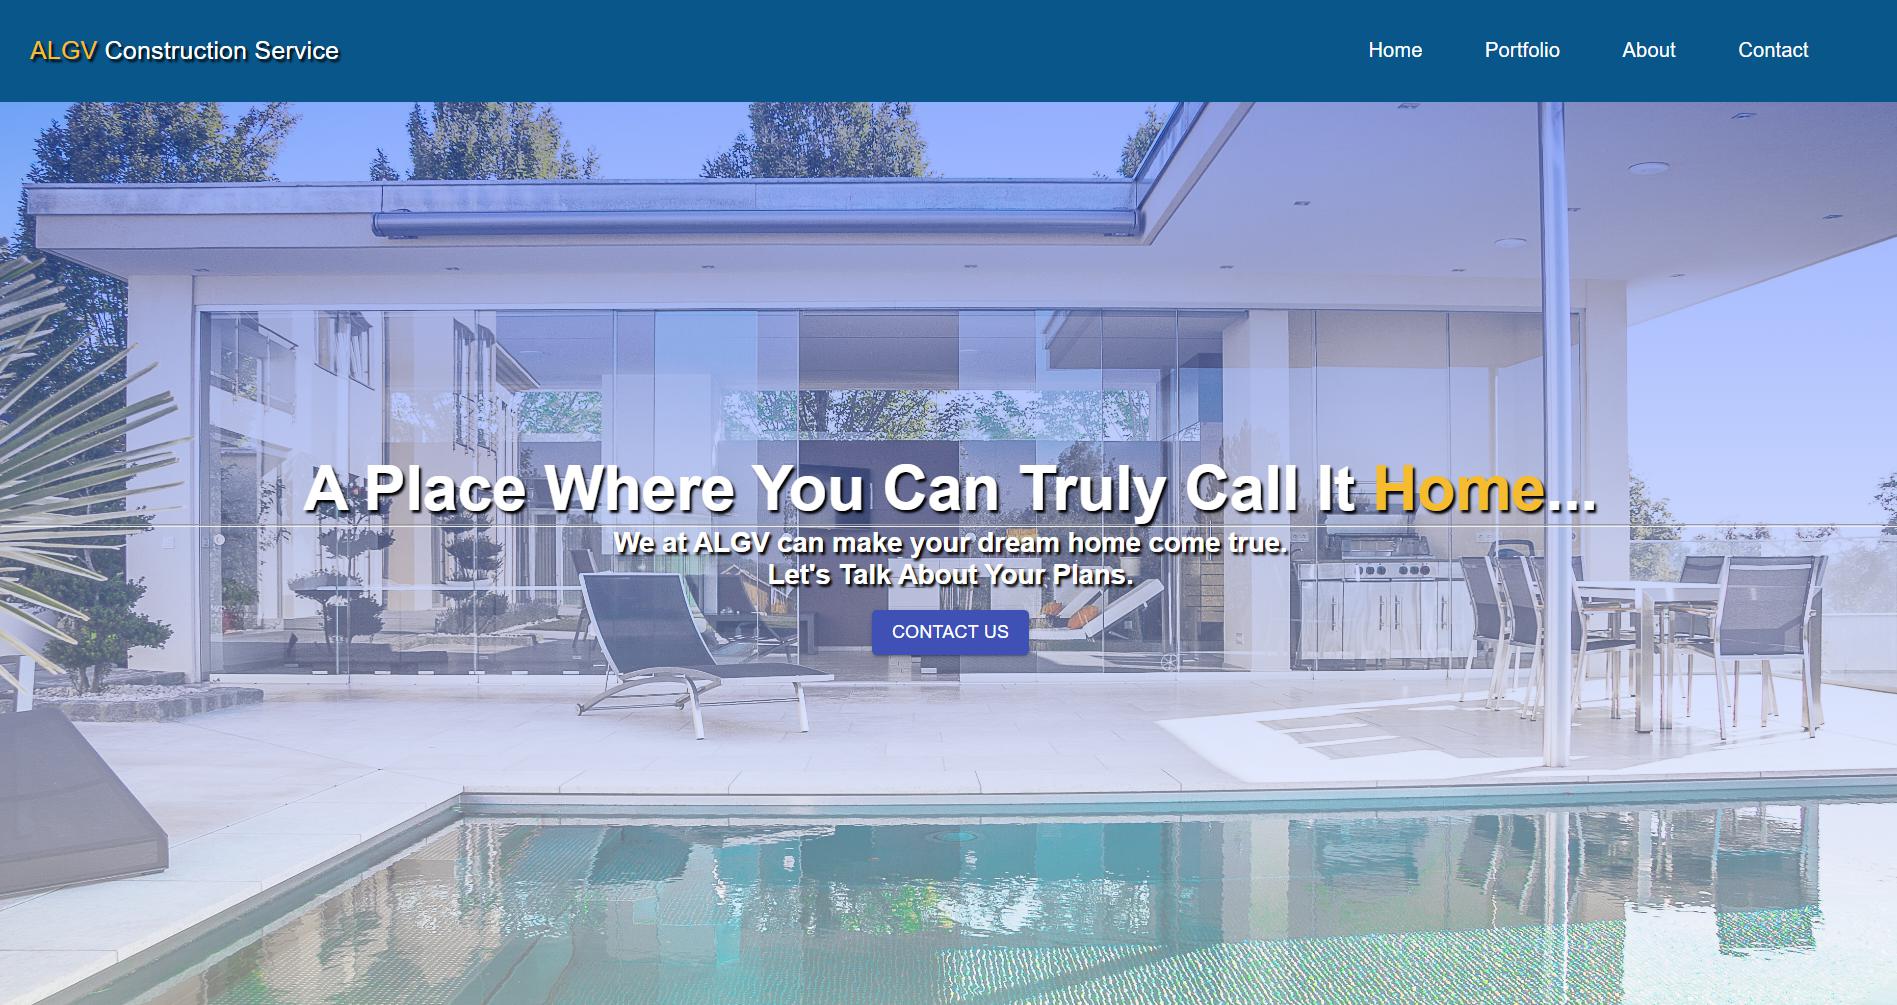 ALGV Construction Service
Home
Portfolio
About
Contact
A Place Where You Can Truly Call It Home...
We at ALGV can make your dream home come true.
Let's Talk About Your Plans.
CONTACT US